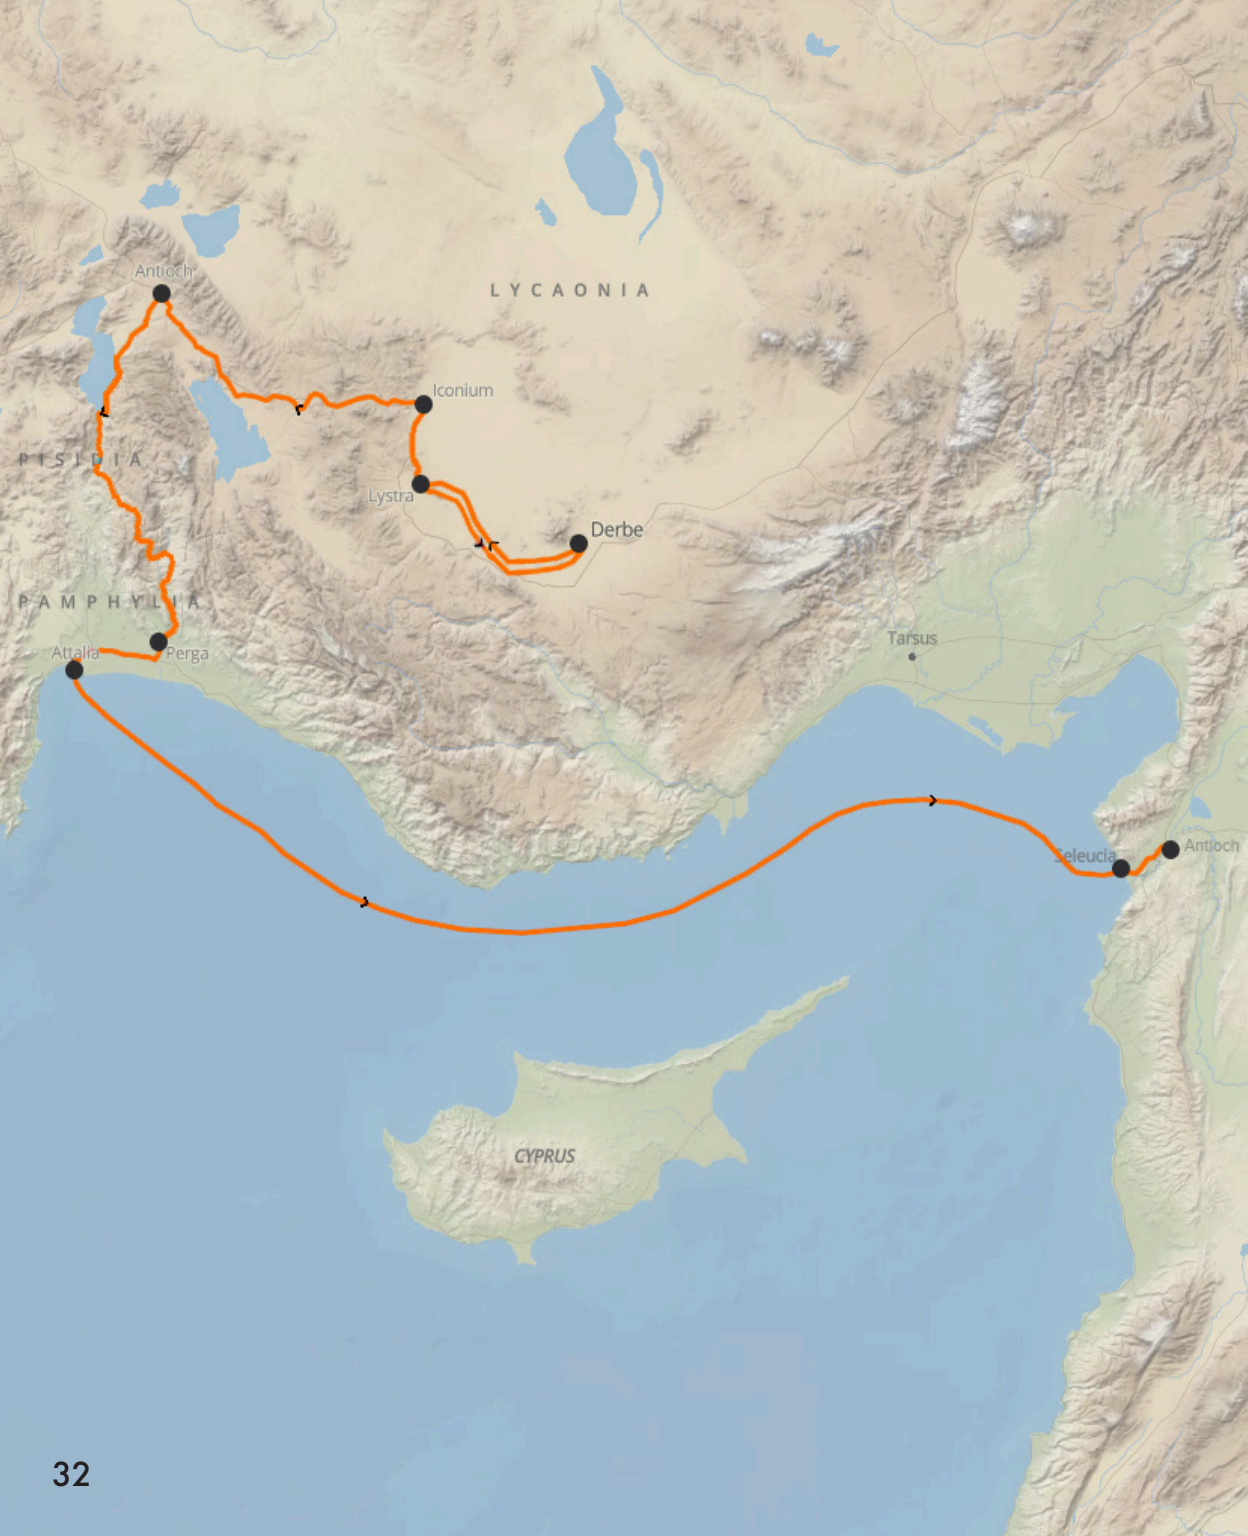 Antioch
LYCAONIA
Iconium
PISIDIA
Lystra
Derbe
PAMPHYLIA
Tarsus
Attalia
Perga
Seleucia
Antioch
CYPRUS
32